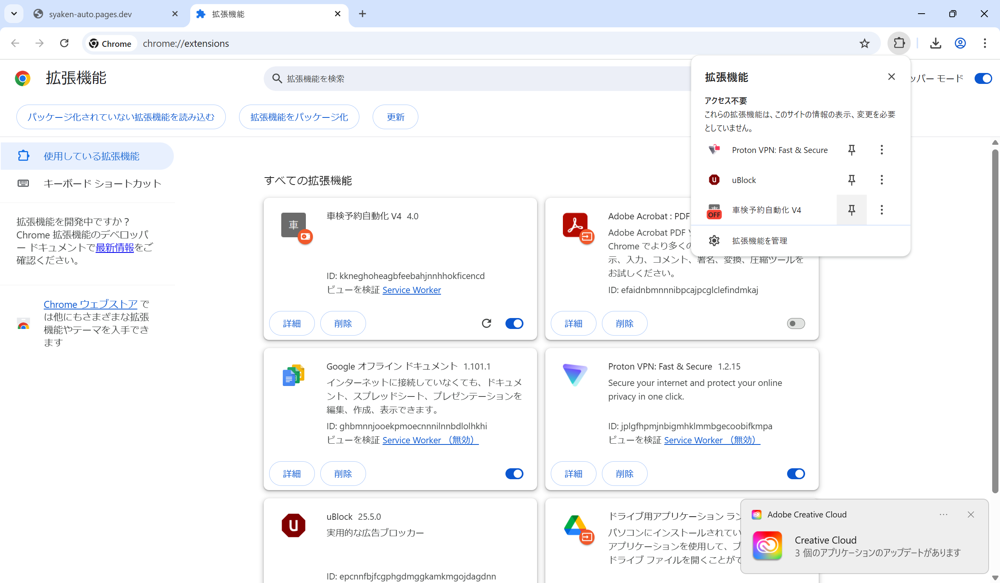 syaken-auto.pages.dev
拡張機能
Chrome
chrome://extensions
拡張機能
拡張機能を検索
ッパー モード
パッケージ化されていない拡張機能を読み込む
拡張機能をパッケージ化
更新
拡張機能
アクセス不要
これらの拡張機能は、このサイトの情報の表示、変更を必要
としていません。
Proton VPN: Fast & Secure
uBlock
車検予約自動化 V4
OFF
拡張機能を管理
使用している拡張機能
キーボード ショートカット
拡張機能を開発中ですか？
Chrome 拡張機能のデベロッパ
ー ドキュメントで最新情報をご
確認ください。
Chrome ウェブストア で
は他にもさまざまな拡張
機能やテーマを入手でき
ます
すべての拡張機能
車
車検予約自動化 V4 4.0
ID: kkneghoheagbfeebahjnnhhokficencd
ビューを検証 Service Worker
詳細
削除
Adobe Acrobat : PDF
Adobe Acrobat PDF
Chrome でより多くの
示、入力、コメント、署名、変換、圧縮ツールを
お試しください。
ID: efaidnbmnnnibpcajpcglclefindmkaj
詳細
削除
Google オフライン ドキュメント 1.101.1
インターネットに接続していなくても、ドキュメ
ント、スプレッドシート、プレゼンテーションを
編集、作成、表示できます。
ID: ghbmnnjooekpmoecnnnilnnbdlolhkhi
ビューを検証 Service Worker （無効）
詳細
削除
Proton VPN: Fast & Secure 1.2.15
Secure your internet and protect your online
privacy in one click.
ID: jplgfhpmjnbigmhklmmbgecoobifkmpa
ビューを検証 Service Worker （無効）
詳細
削除
uBlock 25.5.0
実用的な広告ブロッカー
ID: epcnnfbjfcgphgdmggkamkmgojdagdnn
ドライブ用アプリケーション ラン
パソコンにインストールされてい
アプリケーションを使用して、ブ
ドライブ ファイルを開くことがで
Adobe Creative Cloud
Creative Cloud
3 個のアプリケーションのアップデートがあります